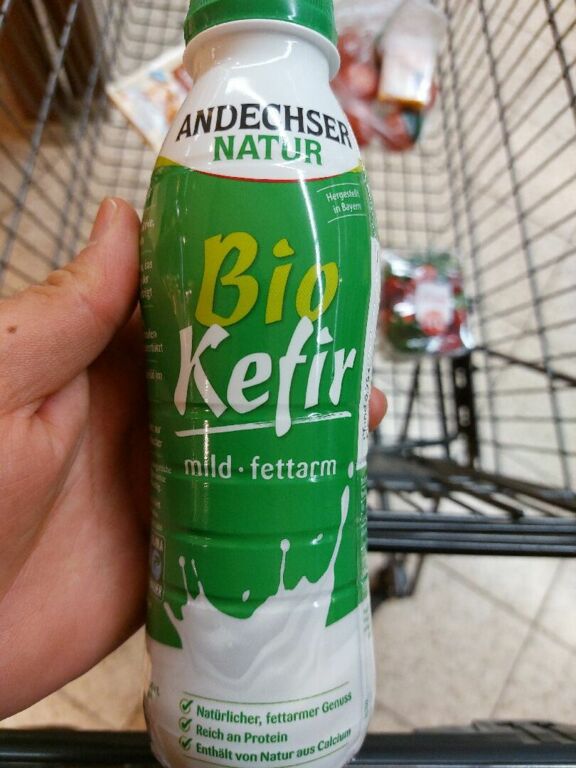 ANDECHSER
NATUR
Hergestellt
in Bayern
Bio
Kefir
mild · fettarm
Natürlicher, fettarmer Genuss
Reich an Protein
Enthält von Natur aus Calcium